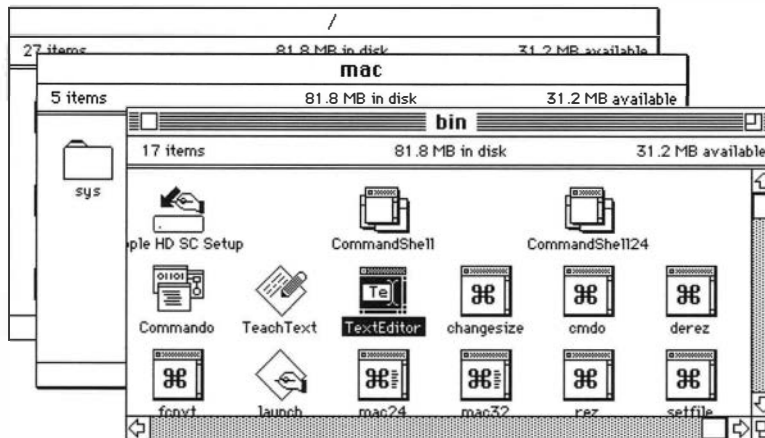 /
27 items 81.8 MB in disk 31.2 MB available
mac
5 items 81.8 MB in disk 31.2 MB available
bin
17 items 81.8 MB in disk 31.2 MB available
sys
ple HD SC Setup CommandShell CommandShell24
Te
Commando TeachText TextEditor changesize cmdo derez
fcnvt launch mac24 mac32 rez setfile